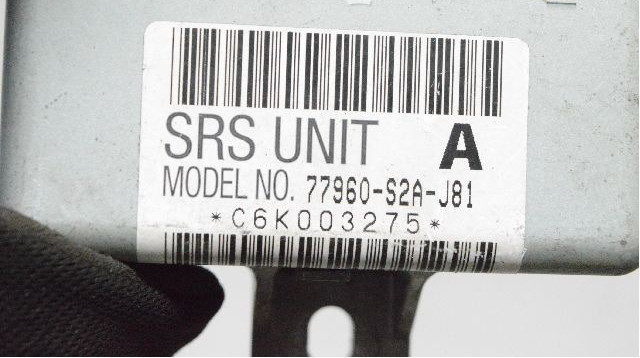 SRS UNIT A
MODEL NO. 77960-S2A-J81
*C6K003275*